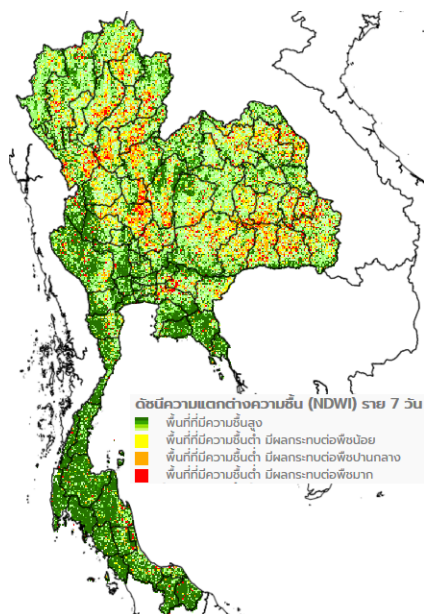 ดัชนีความแตกต่างความชื้น (NDWI) ราย 7 วัน
พื้นที่ที่มีความชื้นสูง
พื้นที่ที่มีความชื้นต่ำ มีผลกระทบต่อพืชน้อย
พื้นที่ที่มีความชื้นต่ำ มีผลกระทบต่อพืชปานกลาง
พื้นที่ที่มีความชื้นต่ำ มีผลกระทบต่อพืชมาก